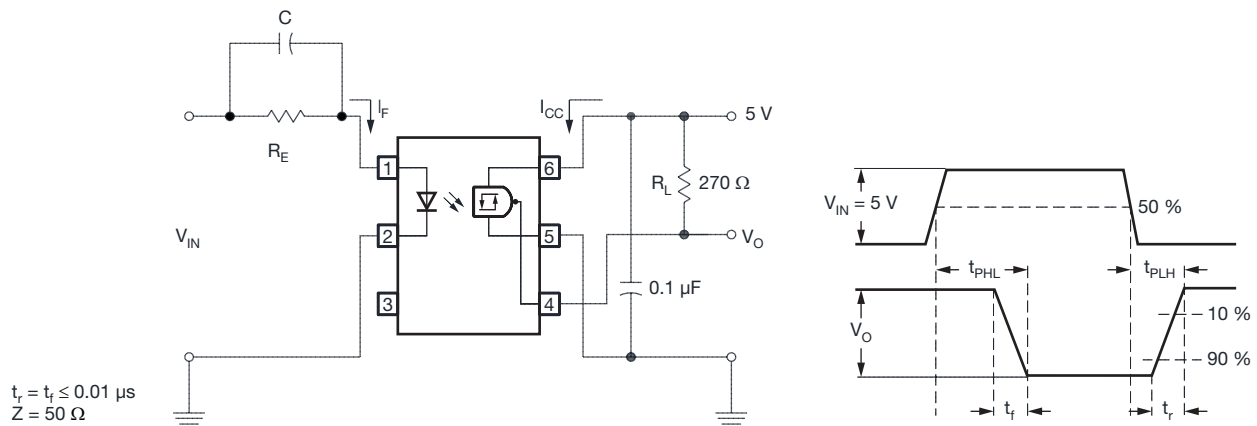 C
I_F
I_CC
5 V
R_E
1
6
R_L
270 Ω
V_IN
2
5
V_O
3
4
0.1 µF
t_r = t_f ≤ 0.01 µs
Z = 50 Ω
V_IN = 5 V
50 %
t_PHL
t_PLH
V_O
10 %
90 %
t_f
t_r